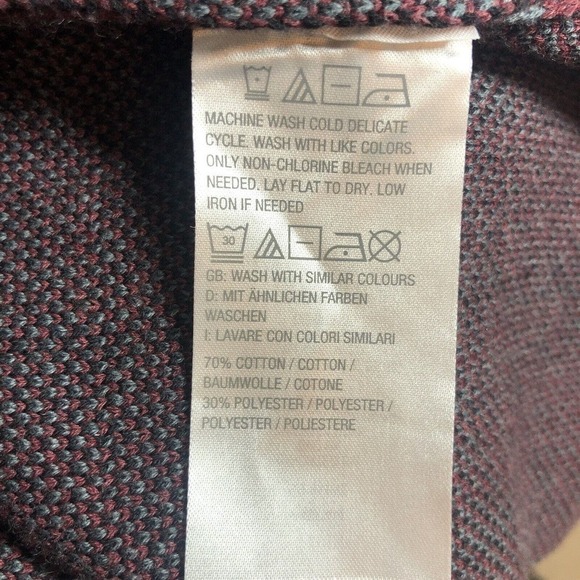 MACHINE WASH COLD DELICATE
CYCLE. WASH WITH LIKE COLORS.
ONLY NON-CHLORINE BLEACH WHEN
NEEDED. LAY FLAT TO DRY. LOW
IRON IF NEEDED
30
GB: WASH WITH SIMILAR COLOURS
D: MIT ÄHNLICHEN FARBEN
WASCHEN
I: LAVARE CON COLORI SIMILARI
70% COTTON / COTTON /
BAUMWOLLE / COTONE
30% POLYESTER / POLYESTER /
POLYESTER / POLIESTERE